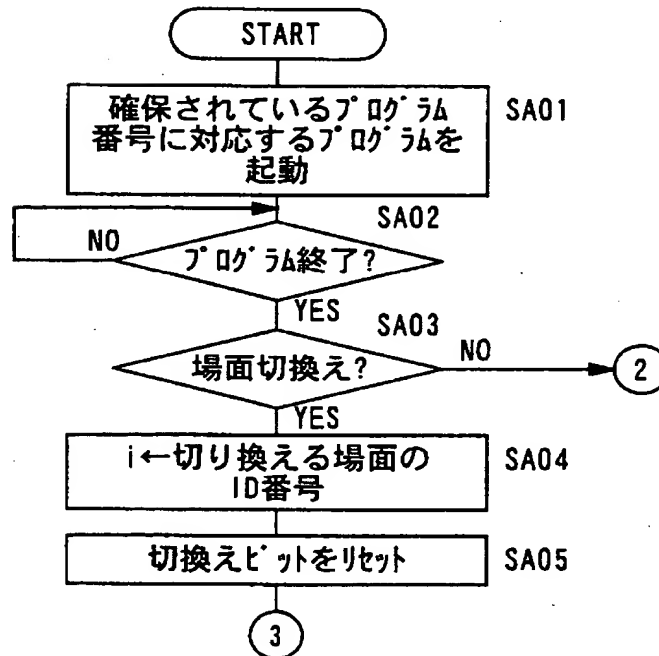 START
確保されているプログラム
番号に対応するプログラムを
起動
SA01
SA02
NO
プログラム終了?
YES
SA03
場面切換え?
NO
2
YES
i←切り換える場面の
ID番号
SA04
切換えビットをリセット
SA05
3